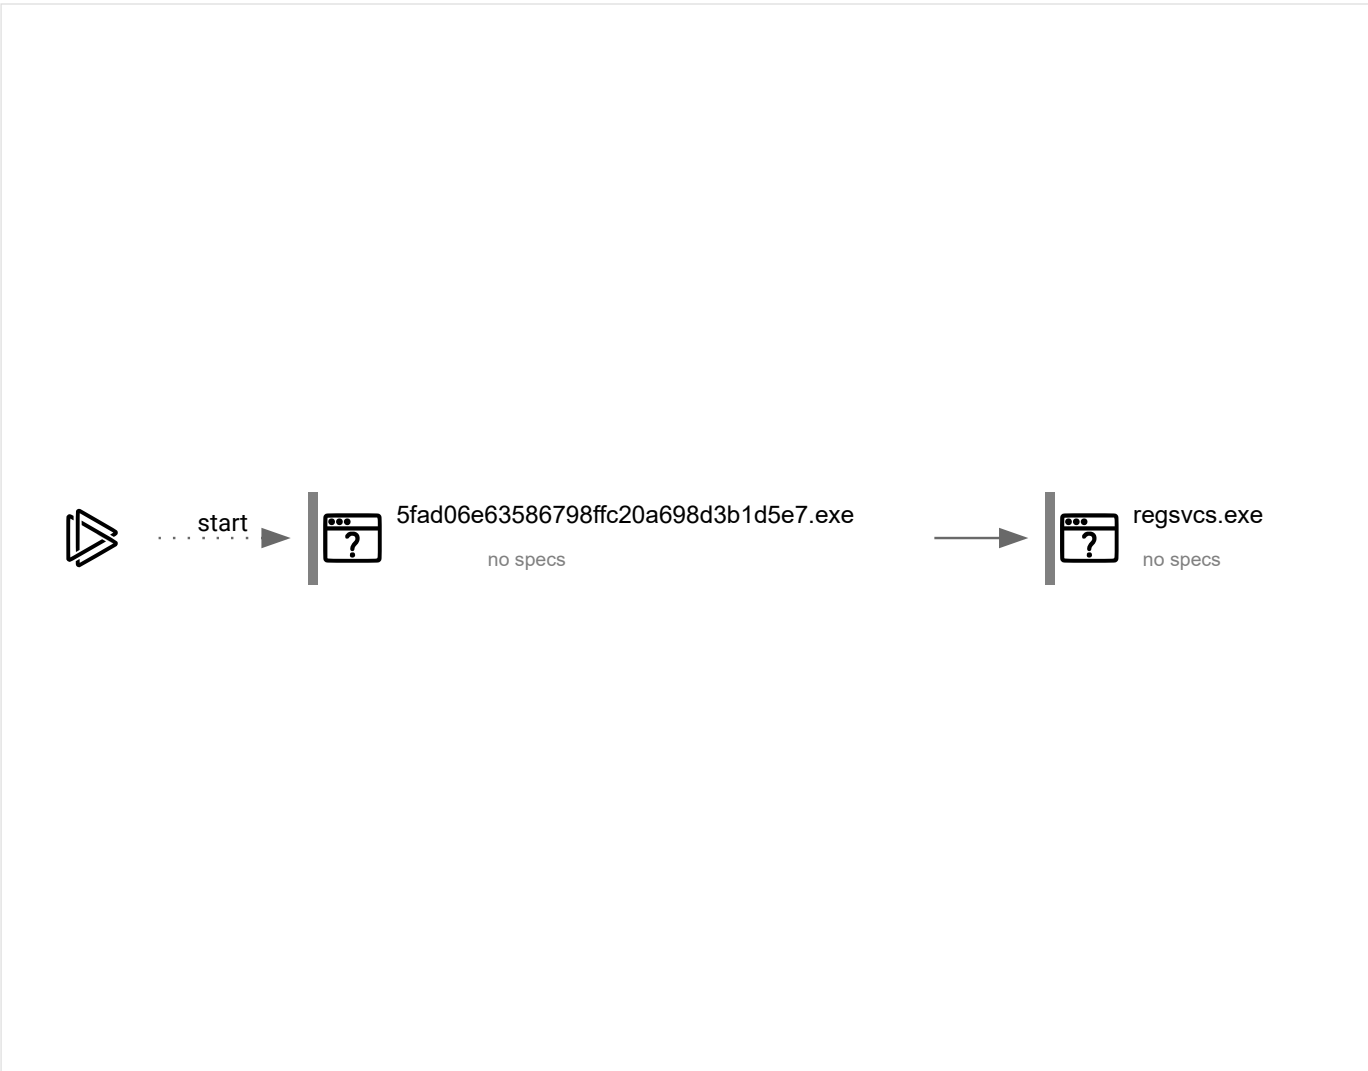 start
5fad06e63586798ffc20a698d3b1d5e7.exe
no specs
regsvcs.exe
no specs